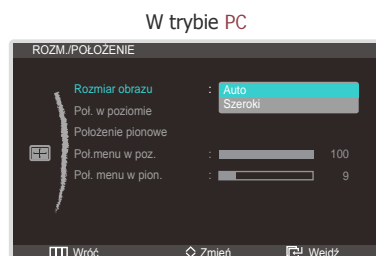 W trybie PC
ROZM./POŁOŻENIE
Rozmiar obrazu : Auto
Szeroki
Poł. w poziomie
Położenie pionowe
Poł.menu w poz. : 100
Poł. menu w pion. : 9
Wróć Zmień Wejdź